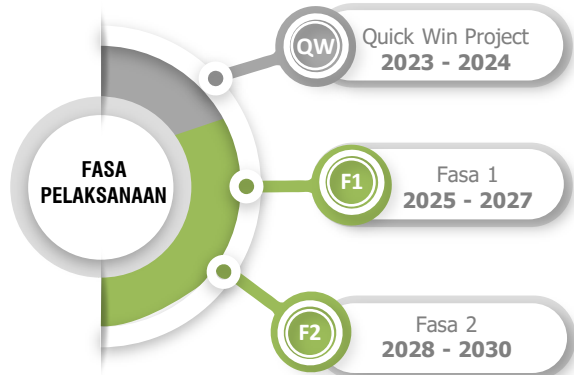 QW
Quick Win Project
2023 - 2024
FASA
PELAKSANAAN
F1
Fasa 1
2025 - 2027
F2
Fasa 2
2028 - 2030